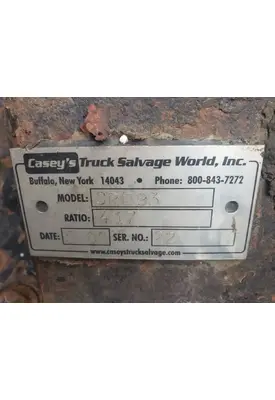 Casey's Truck Salvage World, Inc.
Buffalo, New York 14043 • Phone: 800-843-7272
MODEL:
RATIO: 417
DATE: SER. NO.:
www.caseystrucksalvage.com